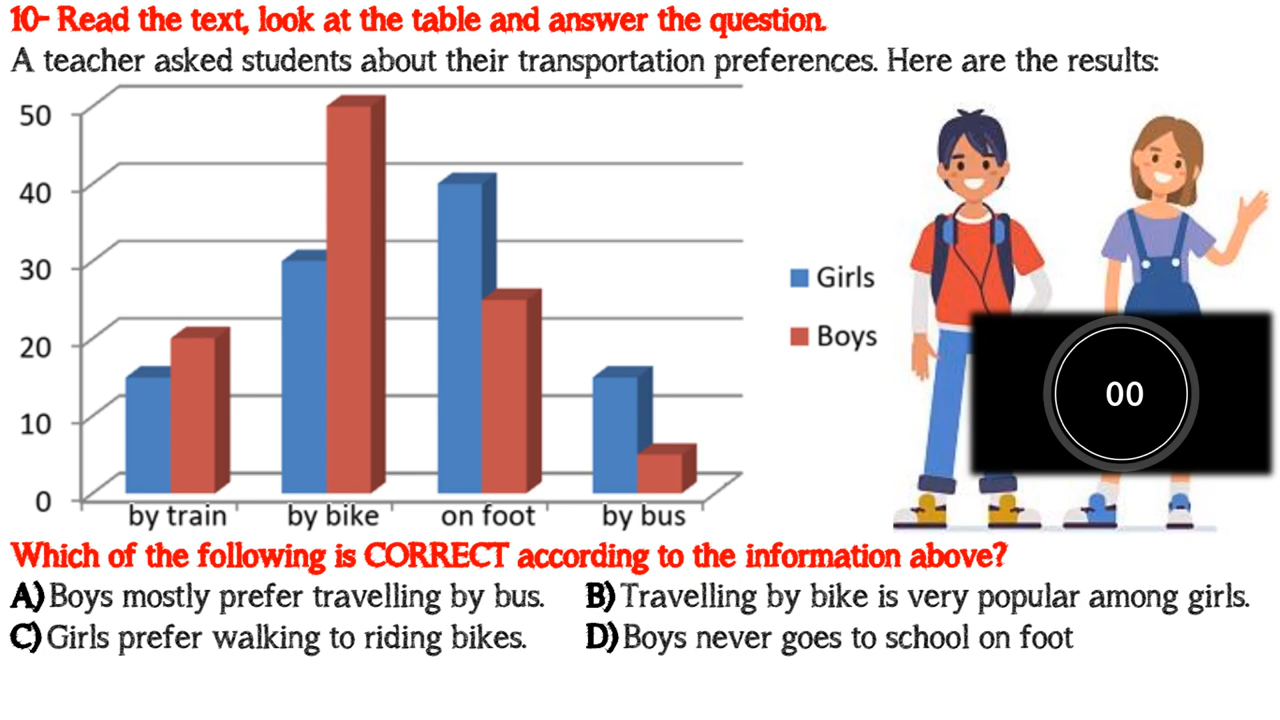 10- Read the text, look at the table and answer the question.
A teacher asked students about their transportation preferences. Here are the results:
50
40
30
20
10
0
by train by bike on foot by bus
Girls
Boys
00
Which of the following is CORRECT according to the information above?
A) Boys mostly prefer travelling by bus. B) Travelling by bike is very popular among girls.
C) Girls prefer walking to riding bikes. D) Boys never goes to school on foot